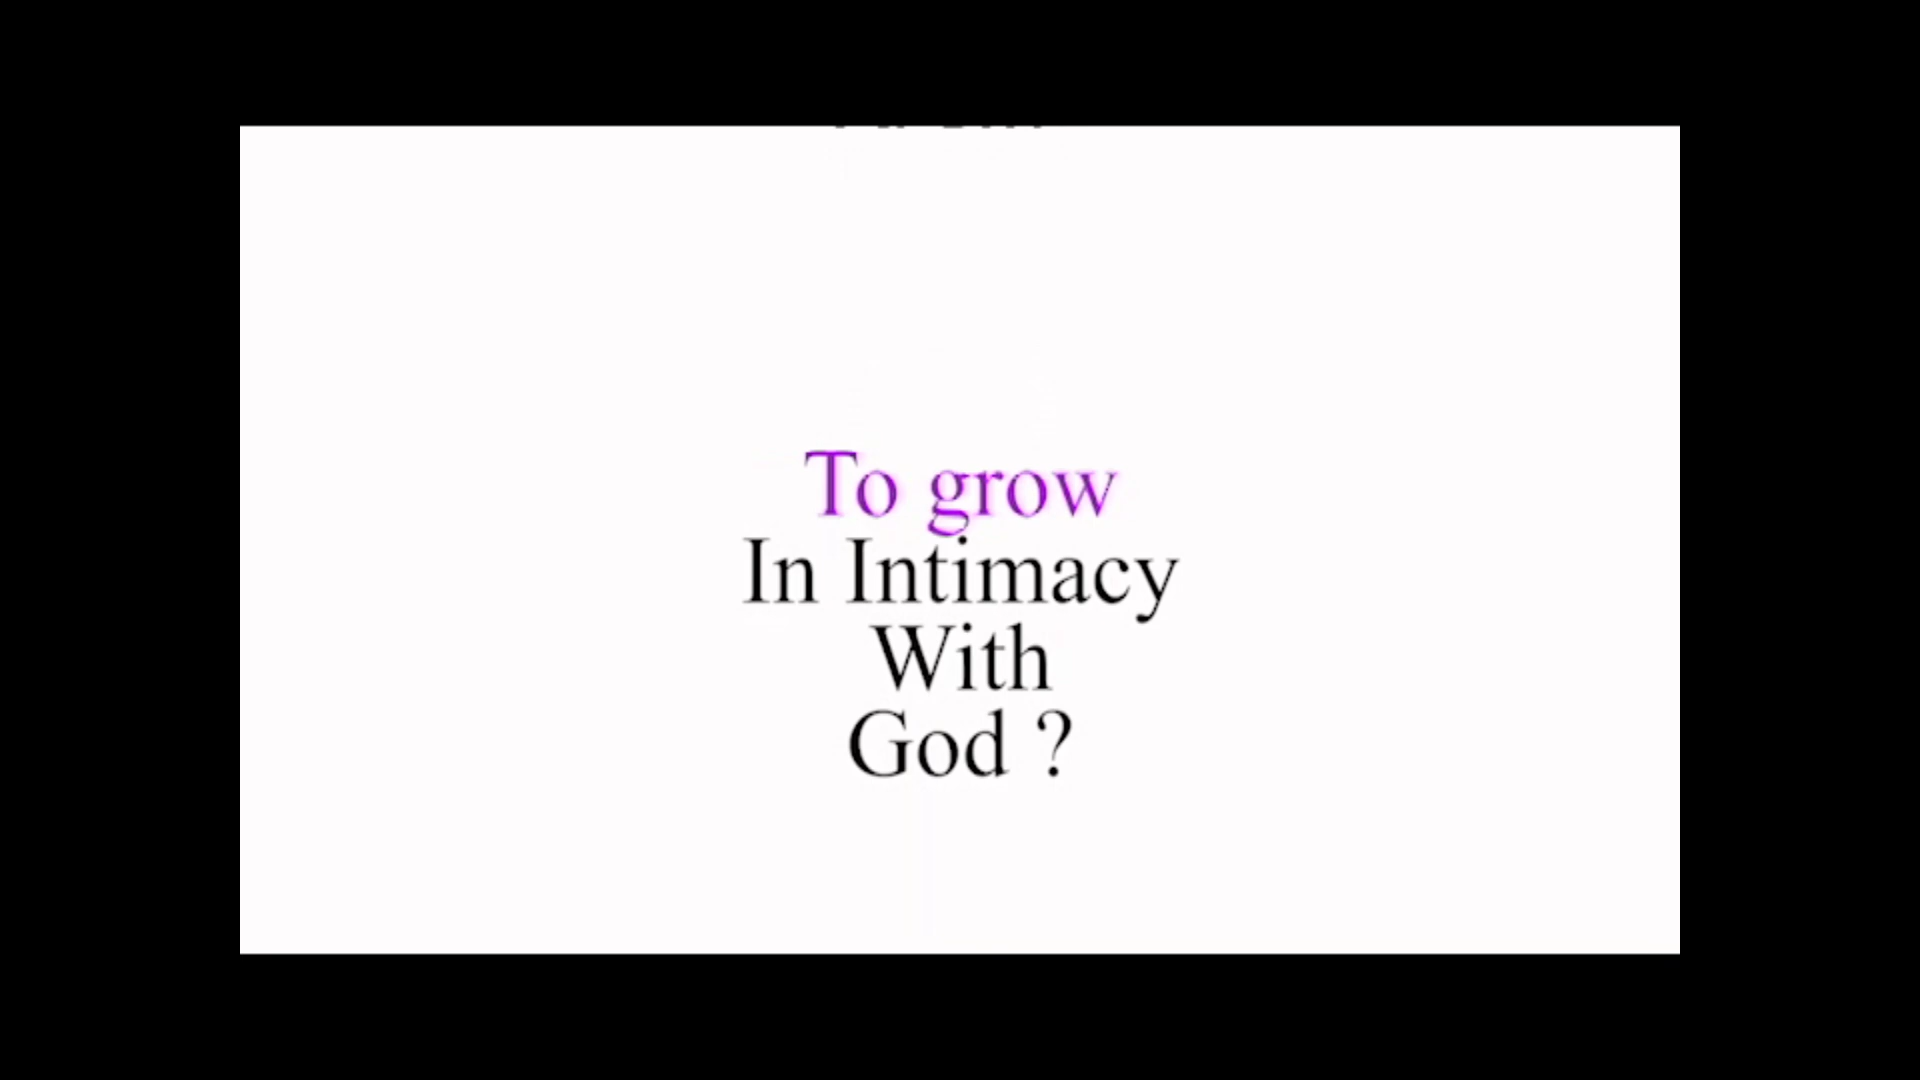 To grow
In Intimacy
With
God ?